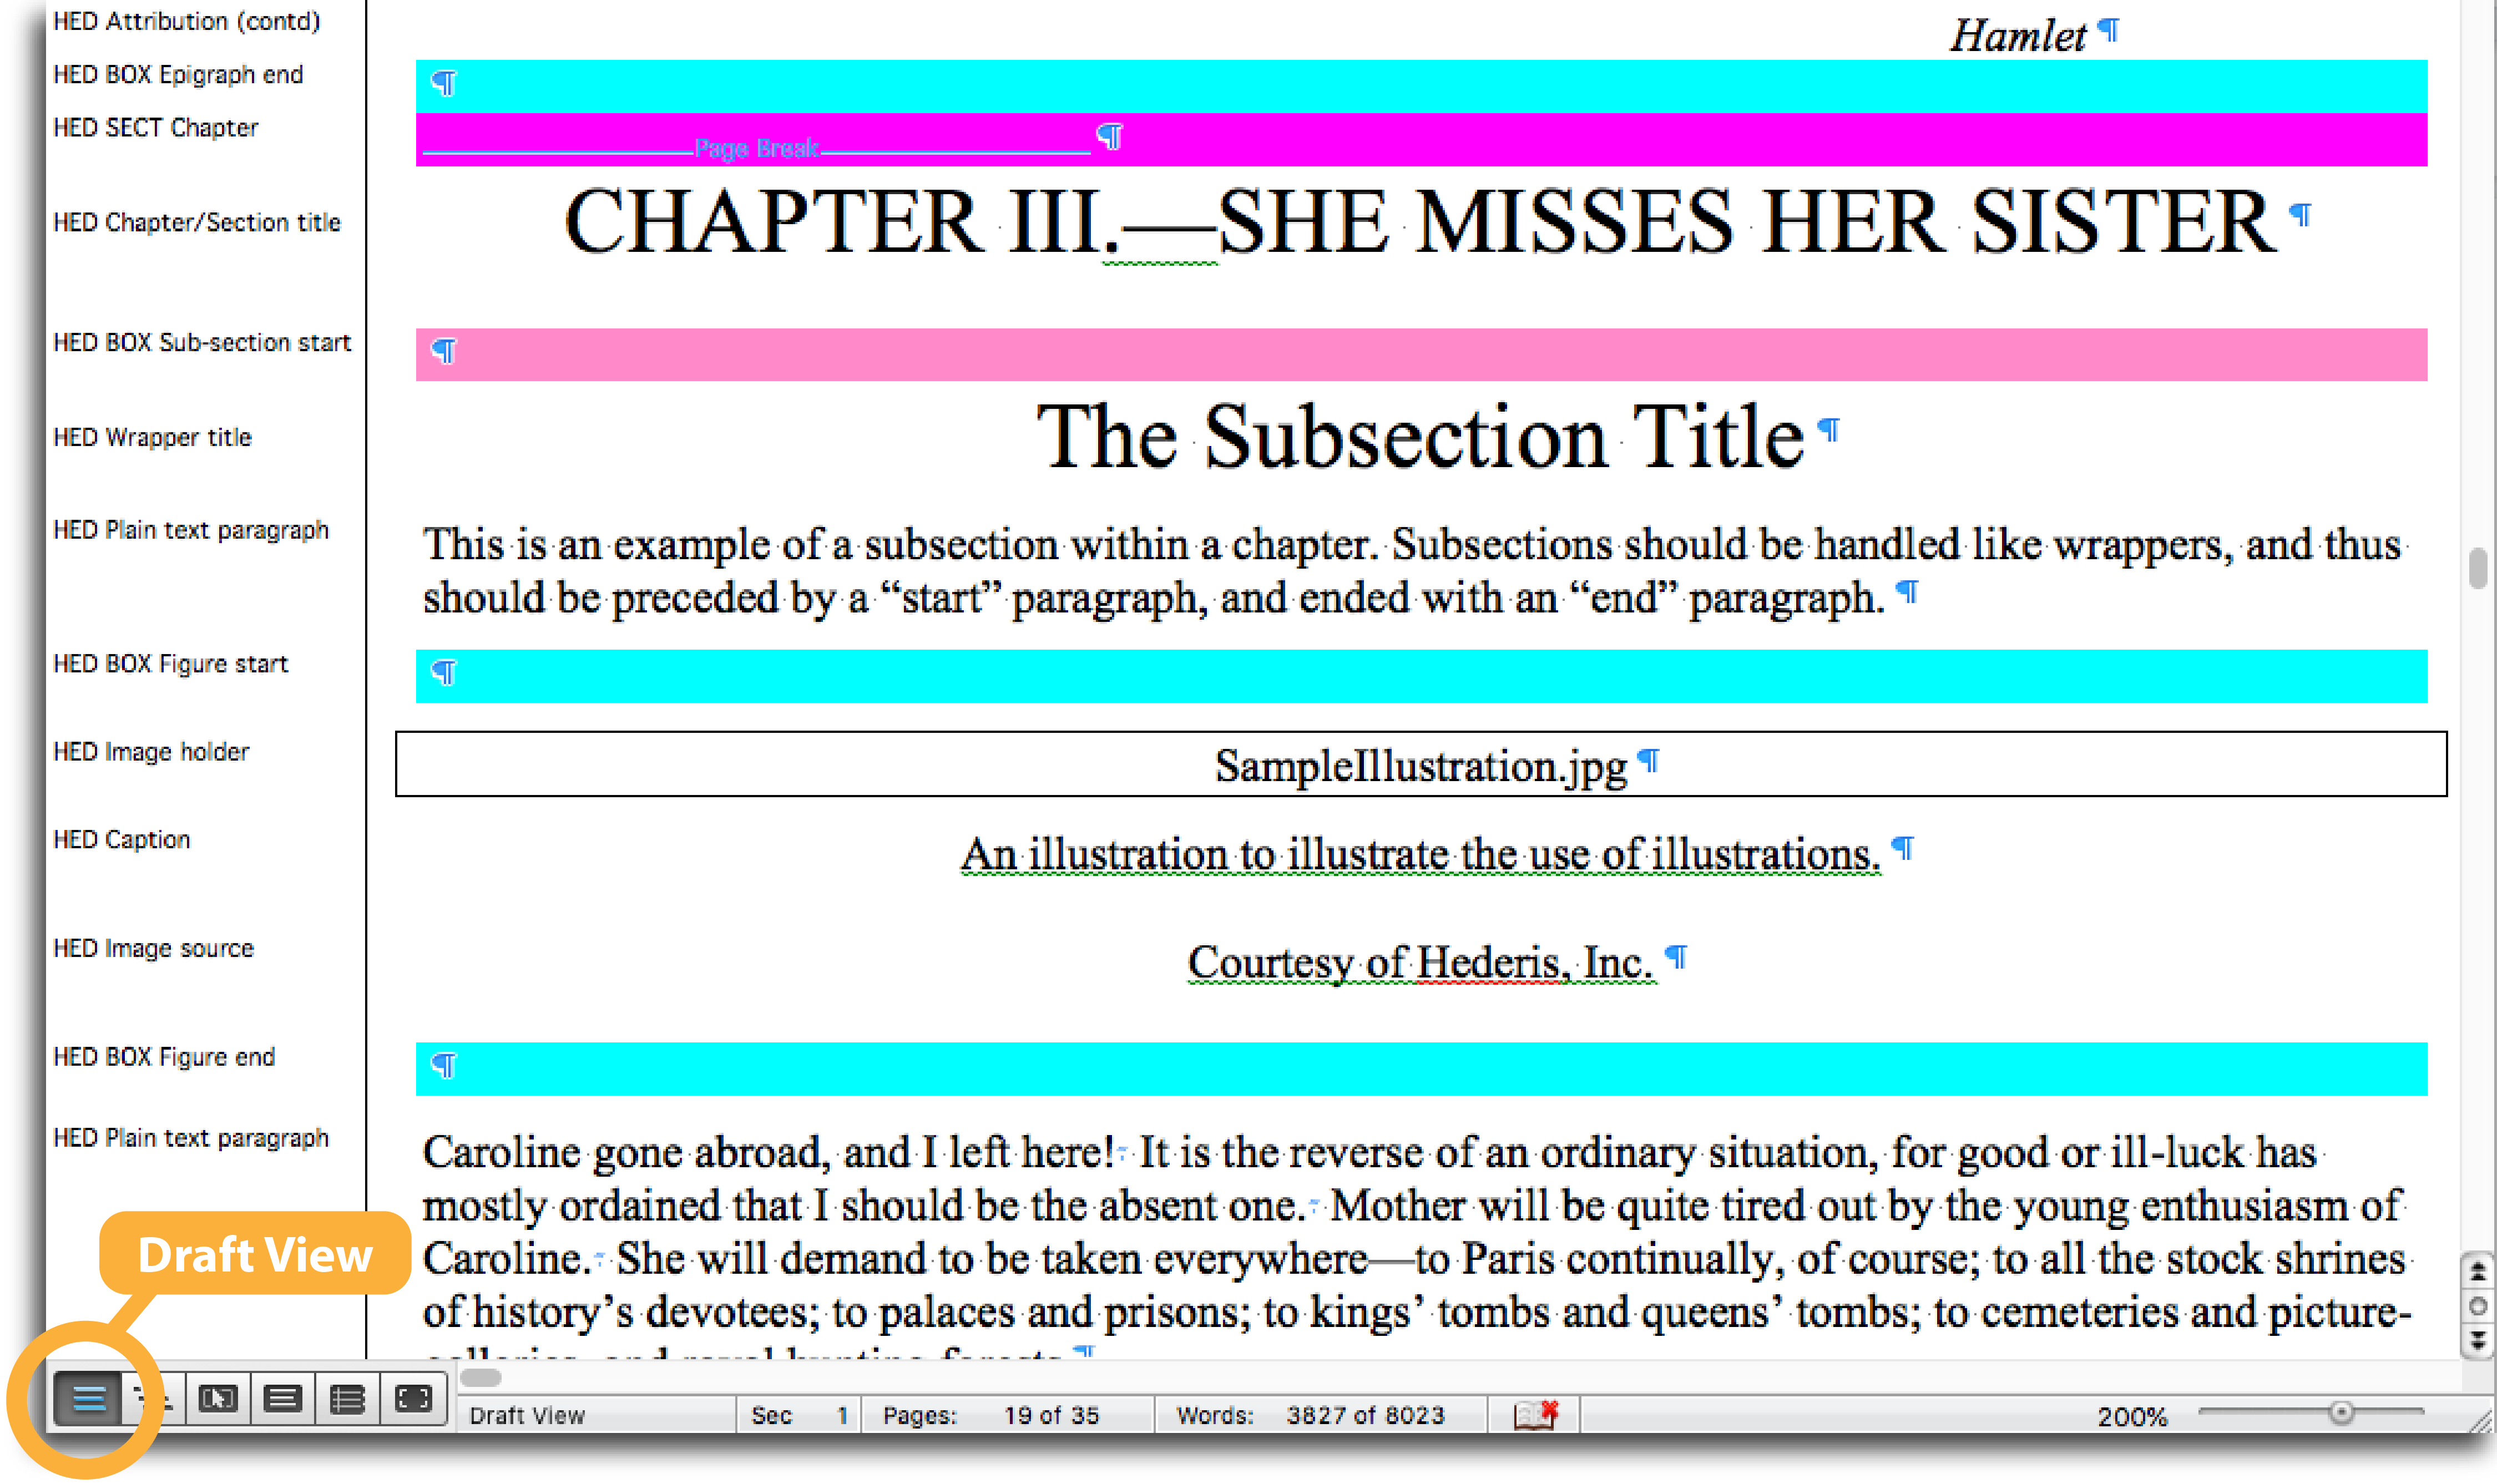 HED Attribution (contd)
Hamlet ¶
HED BOX Epigraph end
¶
HED SECT Chapter
Page Break ¶
HED Chapter/Section title
CHAPTER III.—SHE MISSES HER SISTER ¶
HED BOX Sub-section start
¶
HED Wrapper title
The Subsection Title ¶
HED Plain text paragraph
This is an example of a subsection within a chapter. Subsections should be handled like wrappers, and thus
should be preceded by a “start” paragraph, and ended with an “end” paragraph. ¶
HED BOX Figure start
¶
HED Image holder
SampleIllustration.jpg ¶
HED Caption
An illustration to illustrate the use of illustrations. ¶
HED Image source
Courtesy of Hederis, Inc. ¶
HED BOX Figure end
¶
HED Plain text paragraph
Caroline gone abroad, and I left here! It is the reverse of an ordinary situation, for good or ill-luck has
mostly ordained that I should be the absent one. Mother will be quite tired out by the young enthusiasm of
Caroline. She will demand to be taken everywhere—to Paris continually, of course; to all the stock shrines
of history’s devotees; to palaces and prisons; to kings’ tombs and queens’ tombs; to cemeteries and picture-
Draft View
Draft View
Sec 1
Pages: 19 of 35
Words: 3827 of 8023
200%